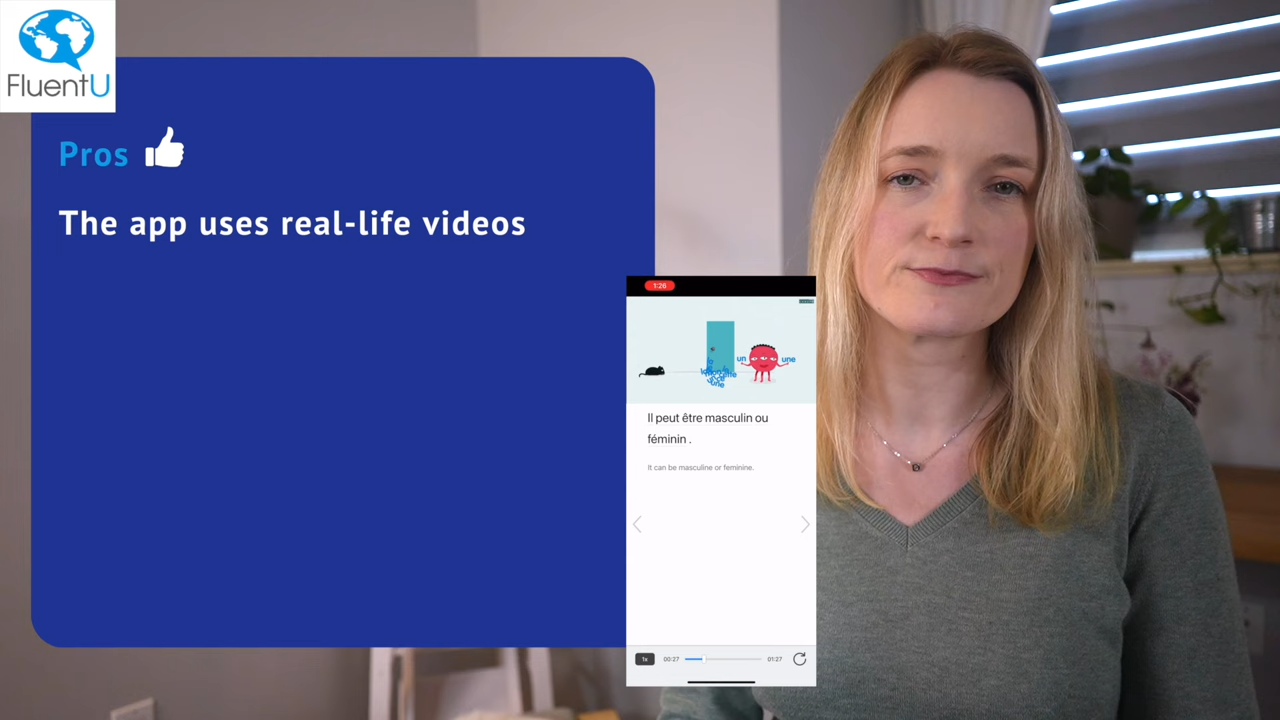 FluentU
Pros
The app uses real-life videos
1:26
un
une
Il peut être masculin ou
féminin .
It can be masculine or feminine.
1x
00:27
01:27